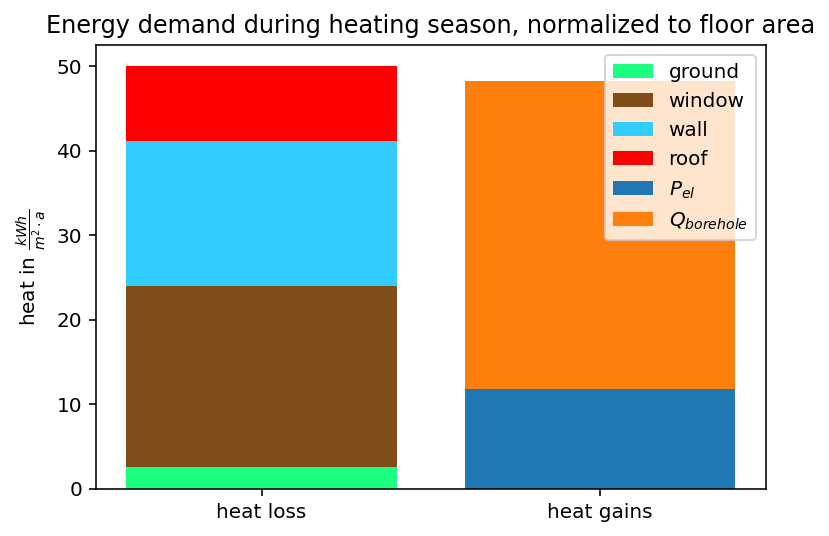 Energy demand during heating season, normalized to floor area
heat in kWh/m²·a
50
40
30
20
10
0
heat loss
heat gains
ground
window
wall
roof
P_el
Q_borehole